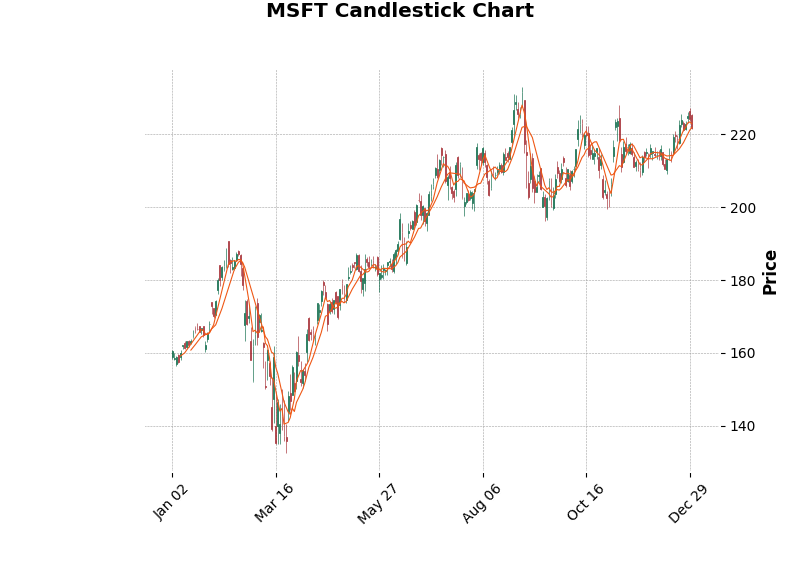 MSFT Candlestick Chart
220
200
180
160
140
Price
Jan 02
Mar 16
May 27
Aug 06
Oct 16
Dec 29